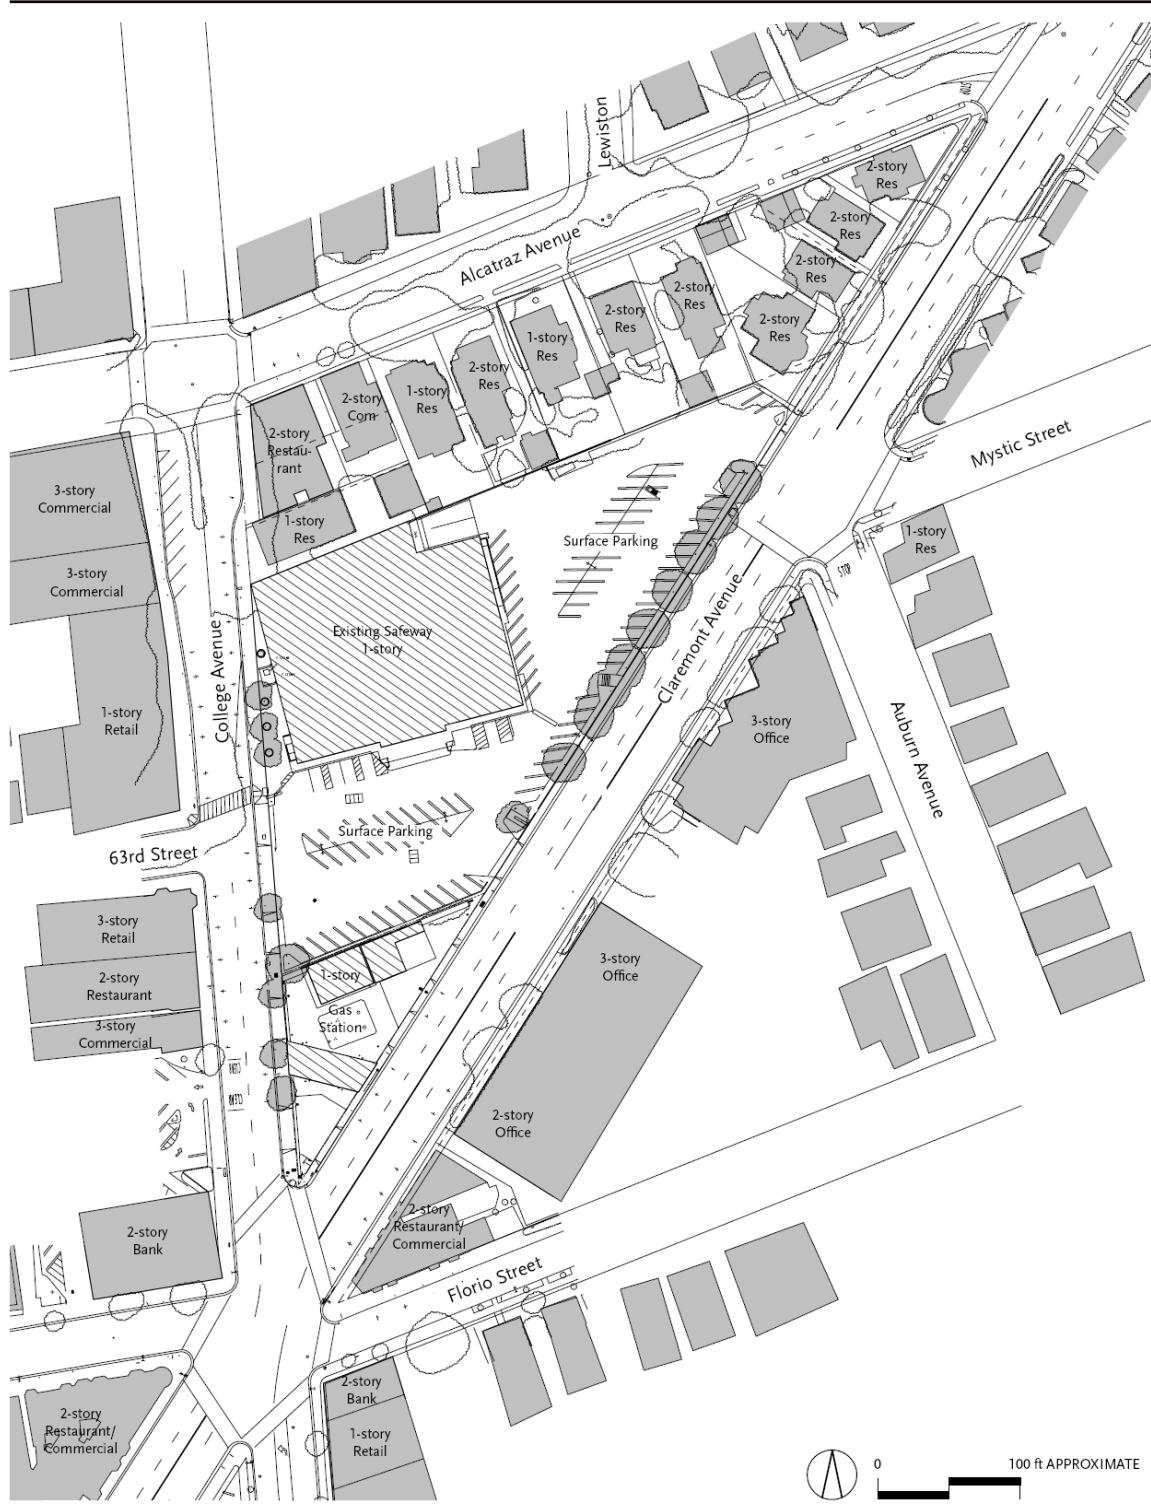 Lewiston
STOP
2-story
Res
2-story
Res
Alcatraz Avenue
2-story
Res
2-story
Res
2-story
Res
2-story
Res
1-story
Res
2-story
Res
1-story
Res
2-story
Com
2-story
Restau-
rant
Mystic Street
3-story
Commercial
1-story
Res
1-story
Res
Surface Parking
STOP
3-story
Commercial
Existing Safeway
1-story
Claremont Avenue
College Avenue
1-story
Retail
3-story
Office
Auburn Avenue
Surface Parking
63rd Street
3-story
Retail
3-story
Office
1-story
2-story
Restaurant
Gas
Station
3-story
Commercial
2-story
Office
2-story
Restaurant/
Commercial
2-story
Bank
Florio Street
2-story
Bank
2-story
Restaurant/
Commercial
1-story
Retail
0
100 ft APPROXIMATE